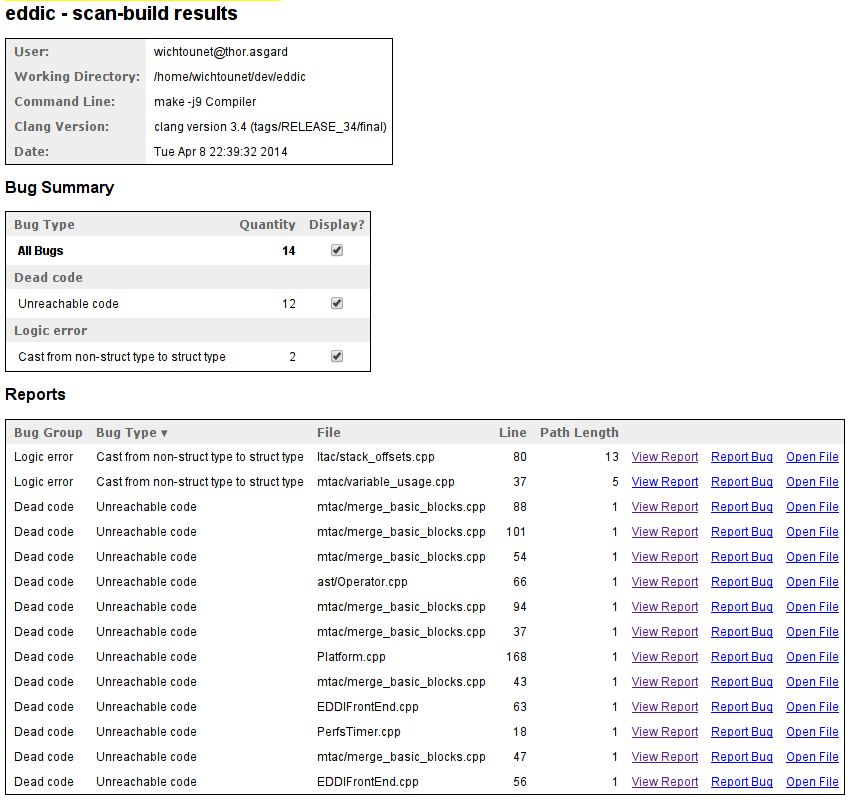 eddic - scan-build results
User: wichtounet@thor.asgard
Working Directory: /home/wichtounet/dev/eddic
Command Line: make -j9 Compiler
Clang Version: clang version 3.4 (tags/RELEASE_34/final)
Date: Tue Apr 8 22:39:32 2014
Bug Summary
Bug Type Quantity Display?
All Bugs 14
Dead code
Unreachable code 12
Logic error
Cast from non-struct type to struct type 2
Reports
Bug Group Bug Type ▾ File Line Path Length
Logic error Cast from non-struct type to struct type ltac/stack_offsets.cpp 80 13 View Report Report Bug Open File
Logic error Cast from non-struct type to struct type mtac/variable_usage.cpp 37 5 View Report Report Bug Open File
Dead code Unreachable code mtac/merge_basic_blocks.cpp 88 1 View Report Report Bug Open File
Dead code Unreachable code mtac/merge_basic_blocks.cpp 101 1 View Report Report Bug Open File
Dead code Unreachable code mtac/merge_basic_blocks.cpp 54 1 View Report Report Bug Open File
Dead code Unreachable code ast/Operator.cpp 66 1 View Report Report Bug Open File
Dead code Unreachable code mtac/merge_basic_blocks.cpp 94 1 View Report Report Bug Open File
Dead code Unreachable code mtac/merge_basic_blocks.cpp 37 1 View Report Report Bug Open File
Dead code Unreachable code Platform.cpp 168 1 View Report Report Bug Open File
Dead code Unreachable code mtac/merge_basic_blocks.cpp 43 1 View Report Report Bug Open File
Dead code Unreachable code EDDIFrontEnd.cpp 63 1 View Report Report Bug Open File
Dead code Unreachable code PerfsTimer.cpp 18 1 View Report Report Bug Open File
Dead code Unreachable code mtac/merge_basic_blocks.cpp 47 1 View Report Report Bug Open File
Dead code Unreachable code EDDIFrontEnd.cpp 56 1 View Report Report Bug Open File